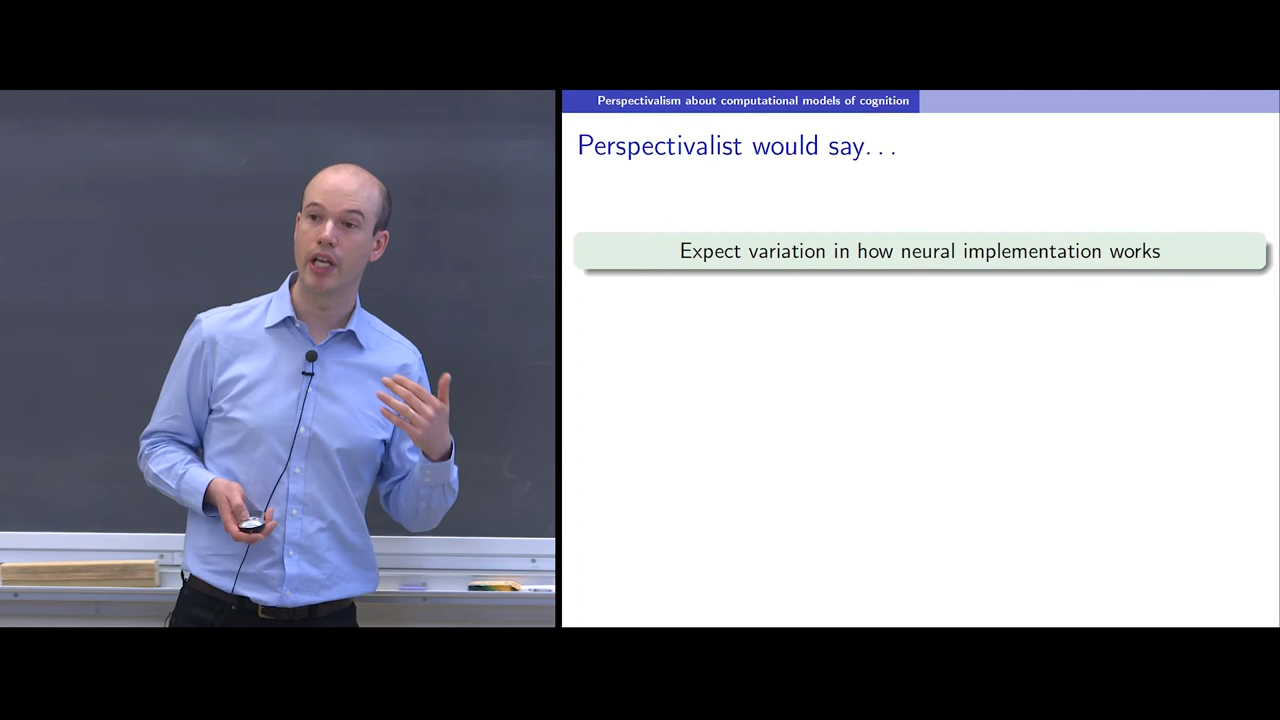 Perspectivalism about computational models of cognition
Perspectivalist would say. . .
Expect variation in how neural implementation works